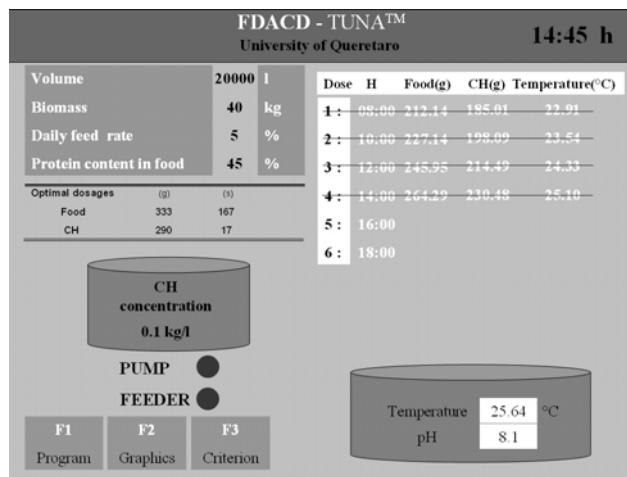 FDACD - TUNA™
University of Queretaro
14:45 h
Volume 20000 l
Biomass 40 kg
Daily feed rate 5 %
Protein content in food 45 %
Optimal dosages (g) (s)
Food 333 167
CH 290 17
CH
concentration
0.1 kg/l
PUMP
FEEDER
F1 F2 F3
Program Graphics Criterion
Dose H Food(g) CH(g) Temperature(°C)
1 : 08:00 212.14 185.01 22.91
2 : 10:00 227.14 198.09 23.54
3 : 12:00 245.95 214.49 24.33
4 : 14:00 264.29 230.48 25.10
5 : 16:00
6 : 18:00
Temperature 25.64 °C
pH 8.1